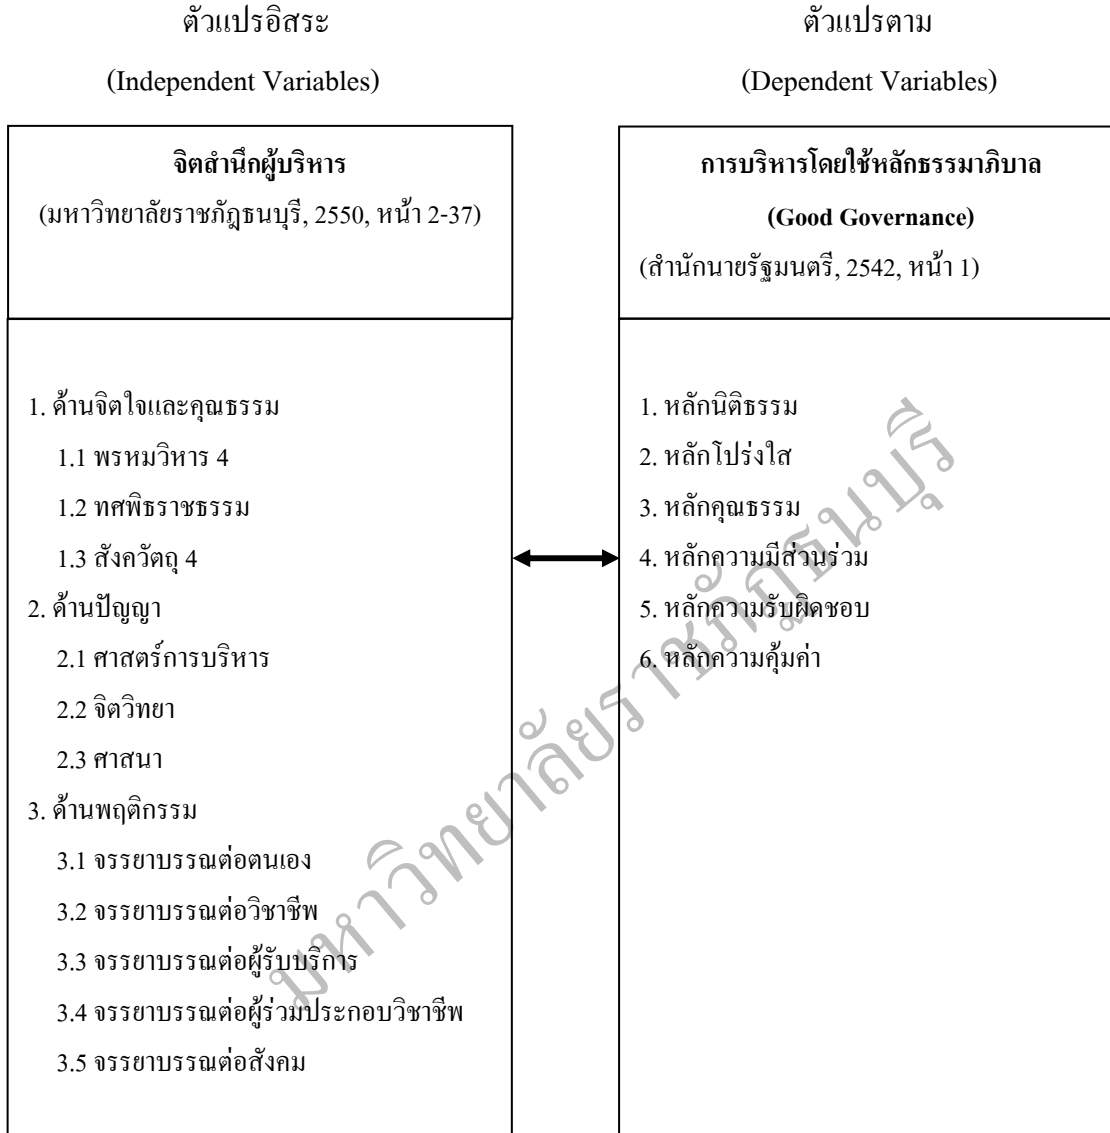 ตัวแปรอิสระ
(Independent Variables)
จิตสำนึกผู้บริหาร
(มหาวิทยาลัยราชภัฏธนบุรี, 2550, หน้า 2-37)
1. ด้านจิตใจและคุณธรรม
1.1 พรหมวิหาร 4
1.2 ทศพิธราชธรรม
1.3 สังควัตถุ 4
2. ด้านปัญญา
2.1 ศาสตร์การบริหาร
2.2 จิตวิทยา
2.3 ศาสนา
3. ด้านพฤติกรรม
3.1 จรรยาบรรณต่อตนเอง
3.2 จรรยาบรรณต่อวิชาชีพ
3.3 จรรยาบรรณต่อผู้รับบริการ
3.4 จรรยาบรรณต่อผู้ร่วมประกอบวิชาชีพ
3.5 จรรยาบรรณต่อสังคม
ตัวแปรตาม
(Dependent Variables)
การบริหารโดยใช้หลักธรรมาภิบาล
(Good Governance)
(สำนักนายรัฐมนตรี, 2542, หน้า 1)
1. หลักนิติธรรม
2. หลักโปร่งใส
3. หลักคุณธรรม
4. หลักความมีส่วนร่วม
5. หลักความรับผิดชอบ
6. หลักความคุ้มค่า
มหาวิทยาลัยราชภัฏธนบุรี